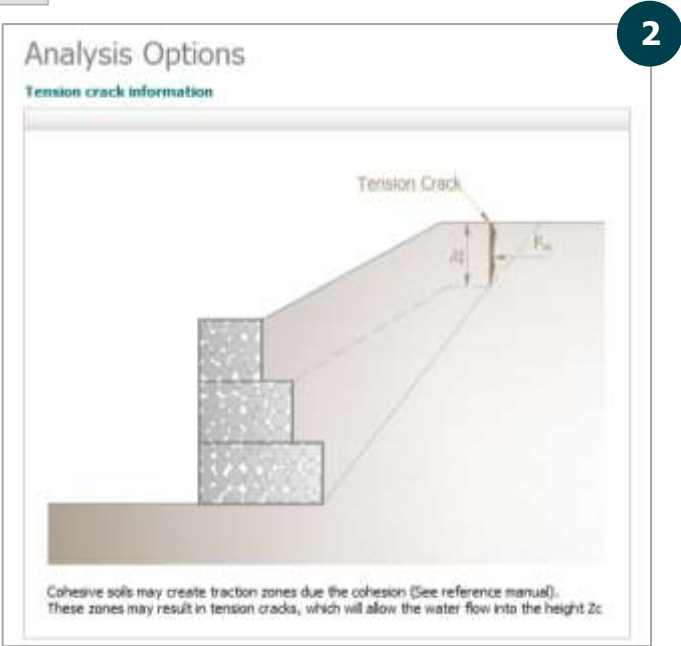 2
Analysis Options
Tension crack information
Tension Crack
Cohesive soils may create traction zones due the cohesion (See reference manual).
These zones may result in tension cracks, which will allow the water flow into the height Zc